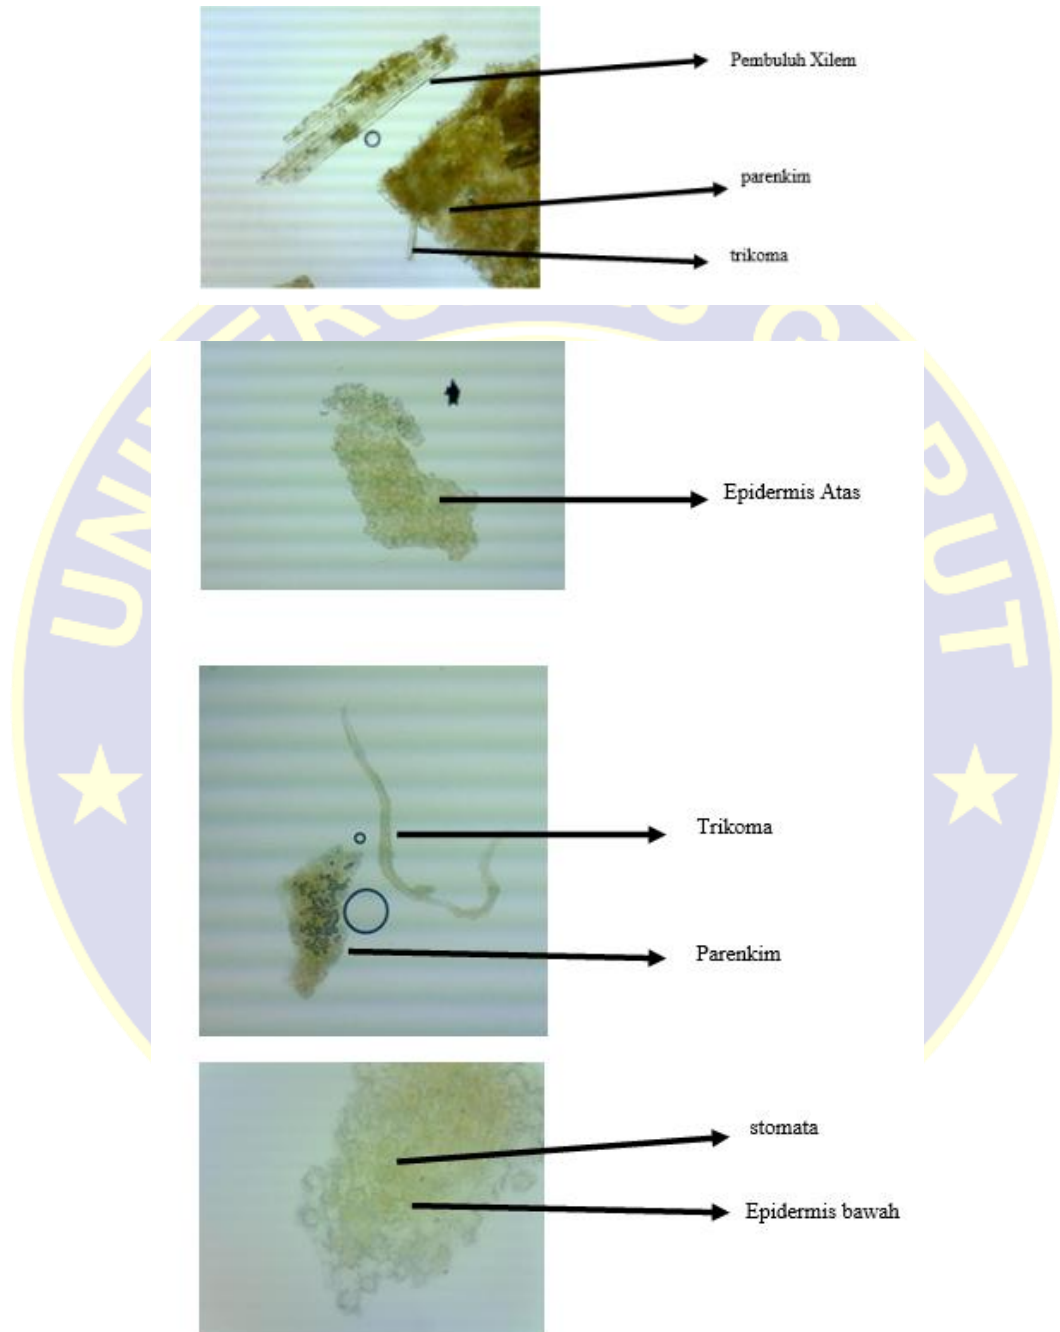 Pembuluh Xilem
parenkim
trikoma
Epidermis Atas
Trikoma
Parenkim
stomata
Epidermis bawah